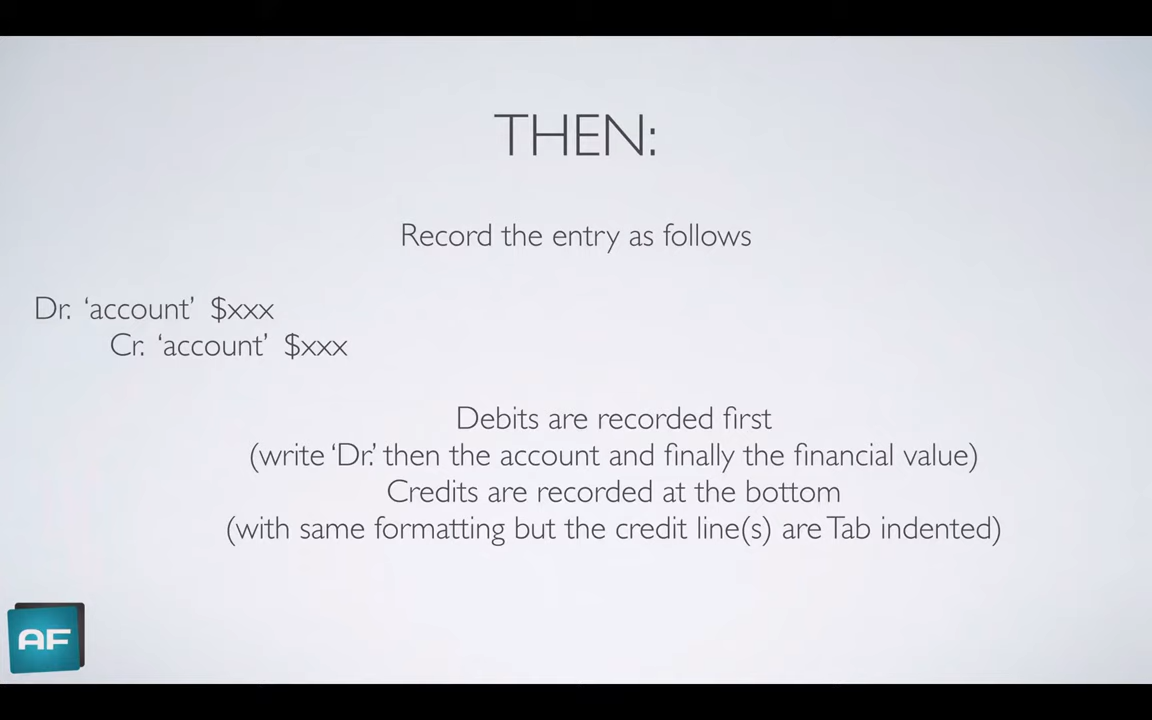 THEN:
Record the entry as follows
Dr. ‘account’ $xxx
Cr. ‘account’ $xxx
Debits are recorded first
(write ‘Dr.’ then the account and finally the financial value)
Credits are recorded at the bottom
(with same formatting but the credit line(s) are Tab indented)
AF